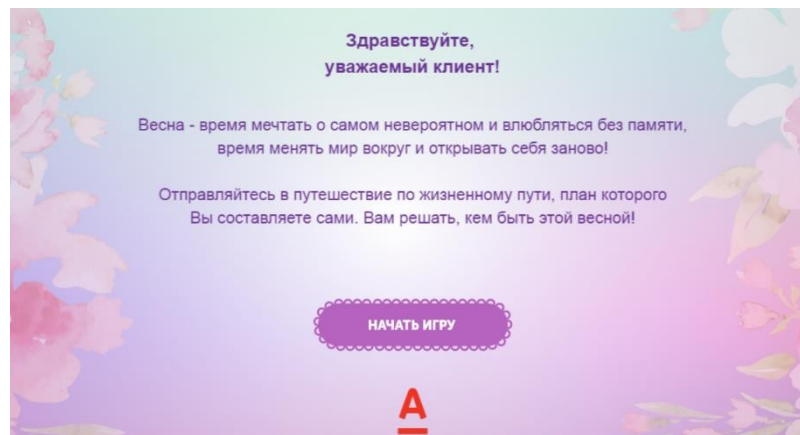 Здравствуйте,
уважаемый клиент!
Весна - время мечтать о самом невероятном и влюбляться без памяти,
время менять мир вокруг и открывать себя заново!
Отправляйтесь в путешествие по жизненному пути, план которого
Вы составляете сами. Вам решать, кем быть этой весной!
НАЧАТЬ ИГРУ
А